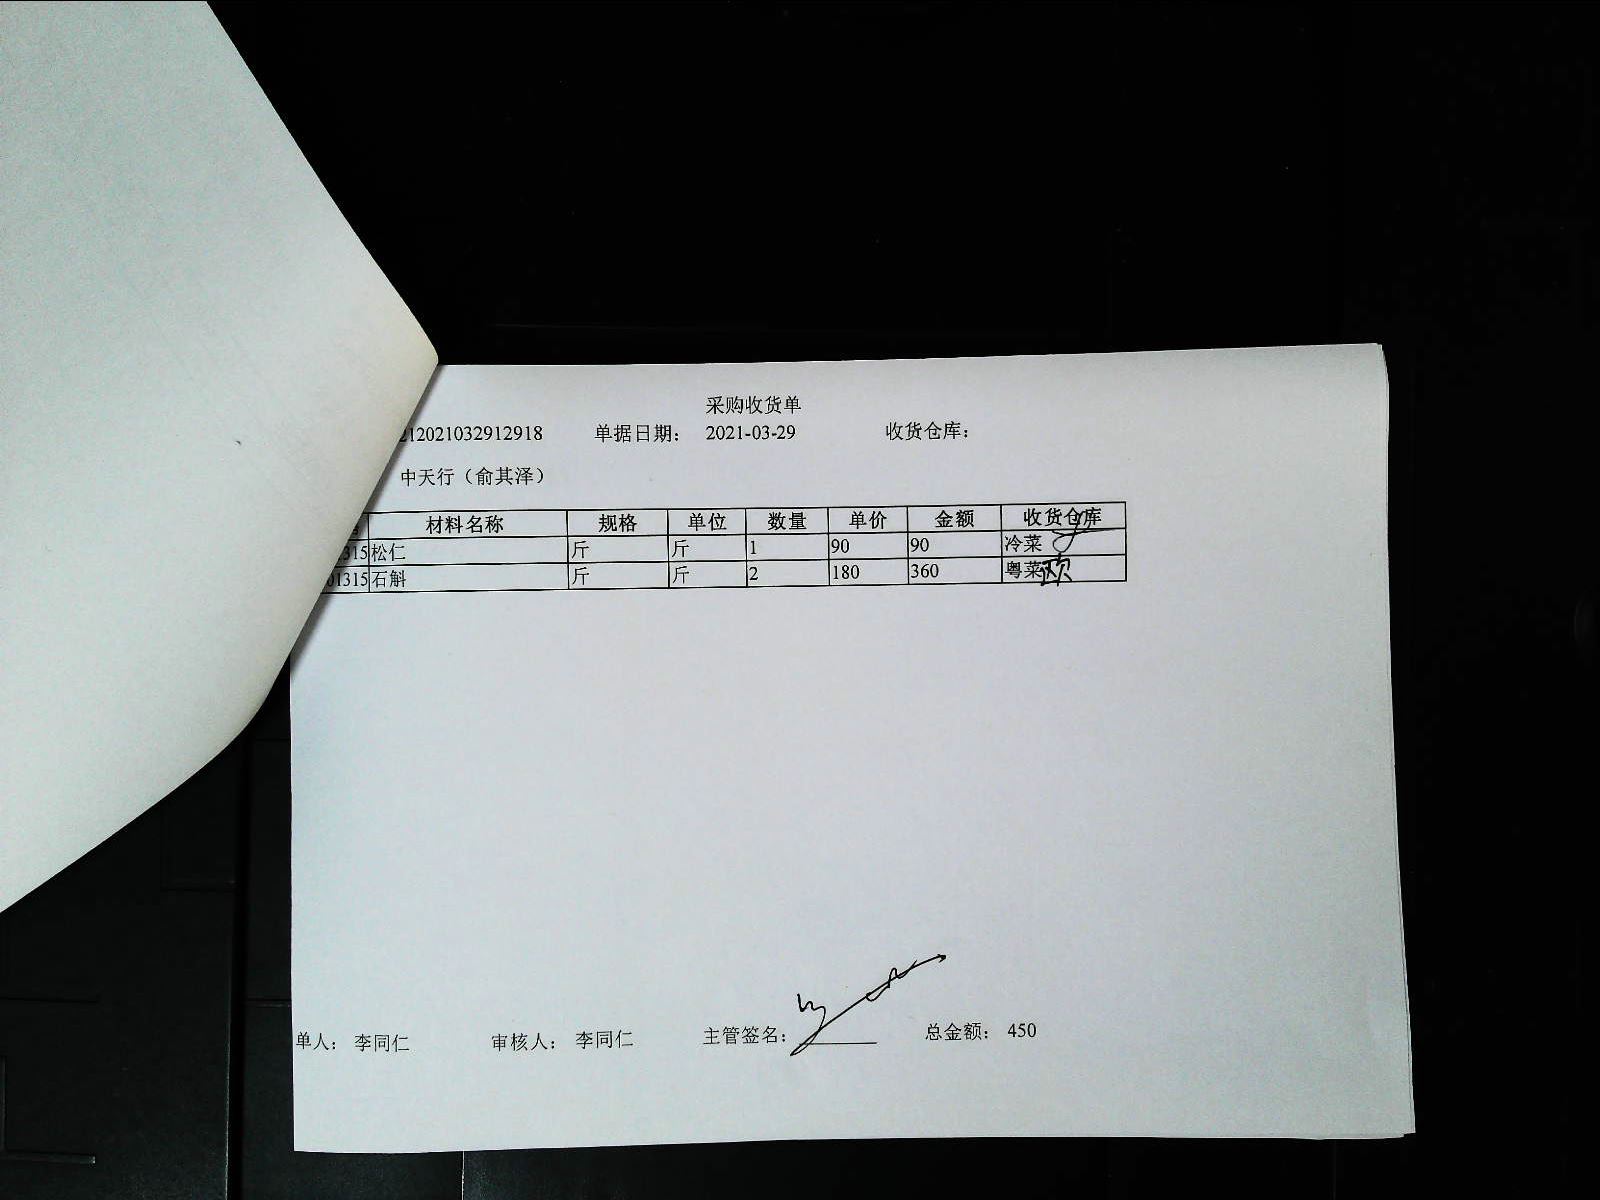 采购收货单
212021032912918 单据日期： 2021-03-29 收货仓库：
中天行（俞其泽）
材料名称 规格 单位 数量 单价 金额 收货仓库
315 松仁 斤 斤 1 90 90 冷菜
01315 石斛 斤 斤 2 180 360 粤菜 欧
单人： 李同仁 审核人： 李同仁 主管签名： 总金额： 450